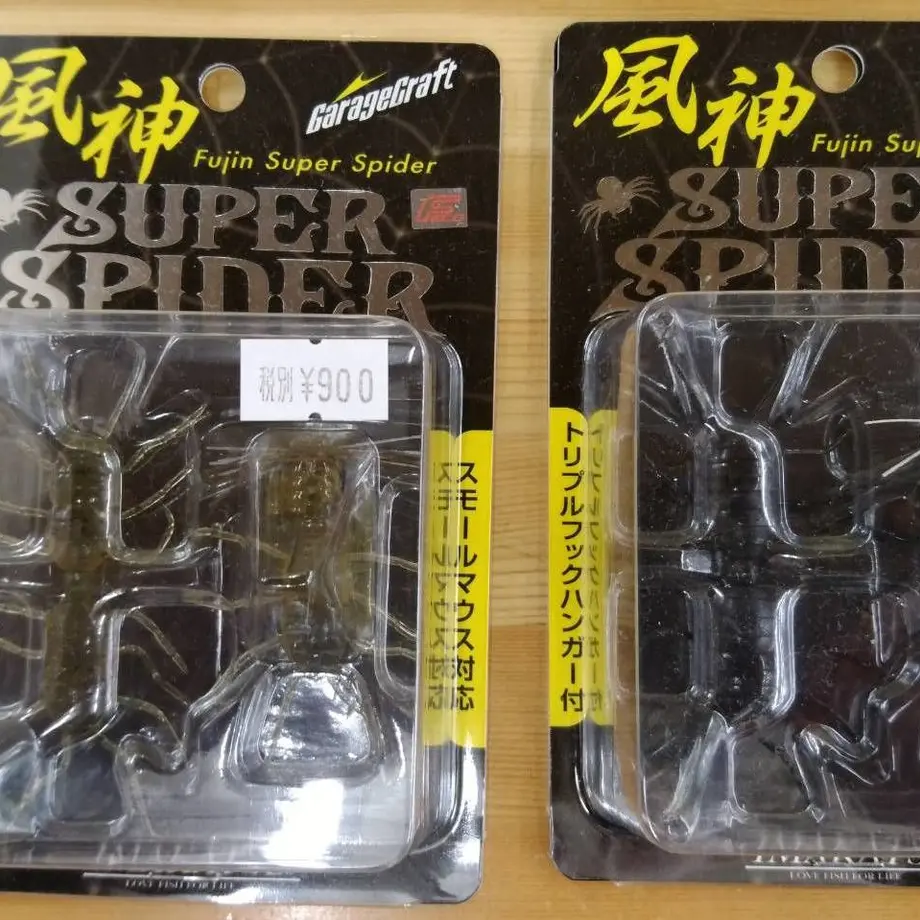 風神
GarageCraft
Fujin Super Spider
SUPER
SPIDER
税別 ¥900
スモールマウス対応
LOVE FISH FOR LIFE
風神
Fujin Su
SUPE
SPID
トリプルフックハンガー付
LOVE FISH FOR LIFE